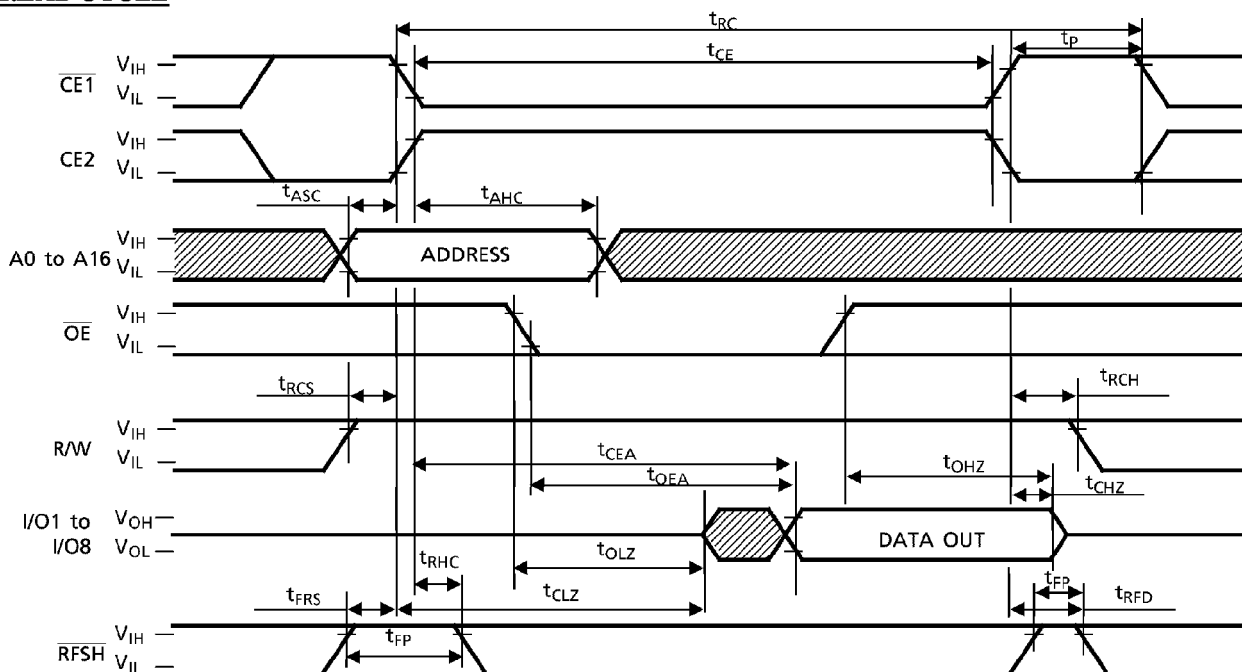 tRC
tP
tCE
CE1
VIH
VIL
CE2
VIH
VIL
tASC
tAHC
A0 to A16
VIH
VIL
ADDRESS
OE
VIH
VIL
tRCS
tRCH
R/W
VIH
VIL
tCEA
tOEA
tOHZ
tCHZ
I/O1 to
I/O8
VOH
VOL
DATA OUT
tOLZ
tRHC
tCLZ
tFRS
tFP
tFP
tRFD
RFSH
VIH
VIL